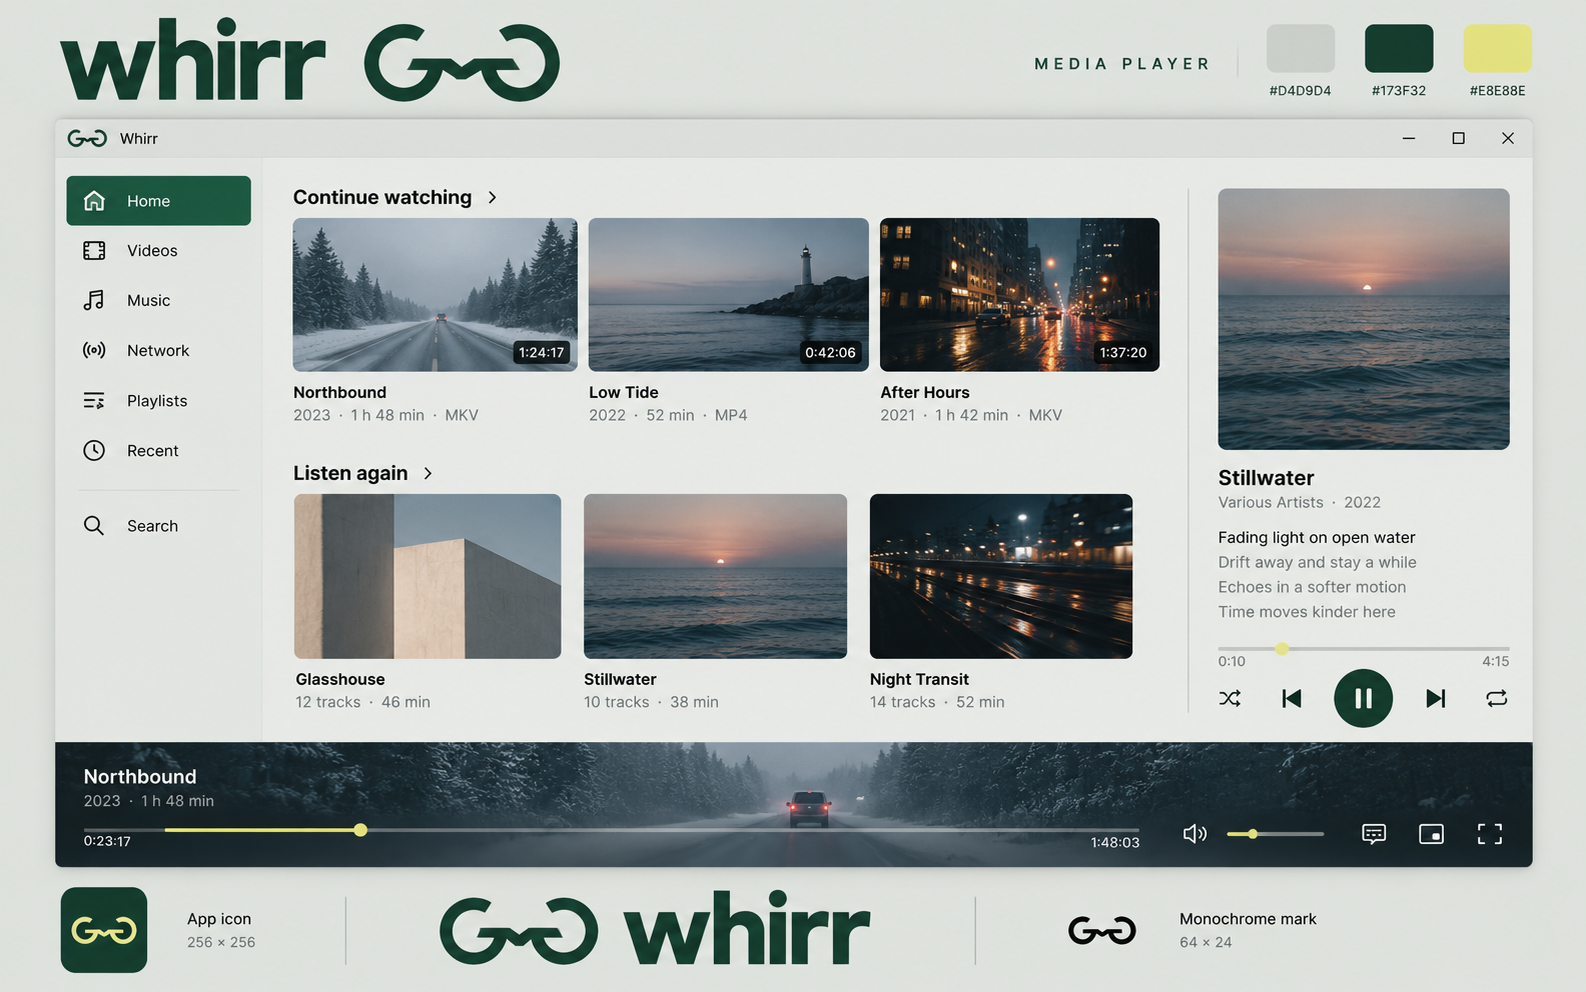 whirr
MEDIA PLAYER
#D4D9D4
#173F32
#E8E88E
Whirr
Home
Videos
Music
Network
Playlists
Recent
Search
Continue watching
1:24:17
0:42:06
1:37:20
Northbound
2023 · 1 h 48 min · MKV
Low Tide
2022 · 52 min · MP4
After Hours
2021 · 1 h 42 min · MKV
Listen again
Glasshouse
12 tracks · 46 min
Stillwater
10 tracks · 38 min
Night Transit
14 tracks · 52 min
Stillwater
Various Artists · 2022
Fading light on open water
Drift away and stay a while
Echoes in a softer motion
Time moves kinder here
0:10
4:15
Northbound
2023 · 1 h 48 min
0:23:17
1:48:03
App icon
256 × 256
whirr
Monochrome mark
64 × 24